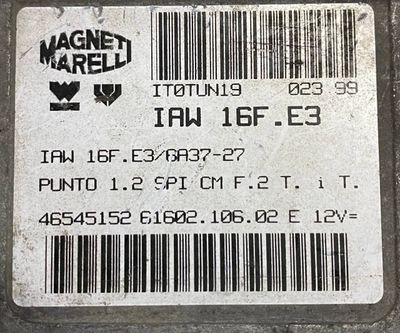 MAGNETI
MARELLI
IT0TUN19 023 99
IAW 16F.E3
IAW 16F.E3/6A37-27
PUNTO 1.2 SPI CM F.2 T. i T.
46545152 61602.106.02 E 12V=